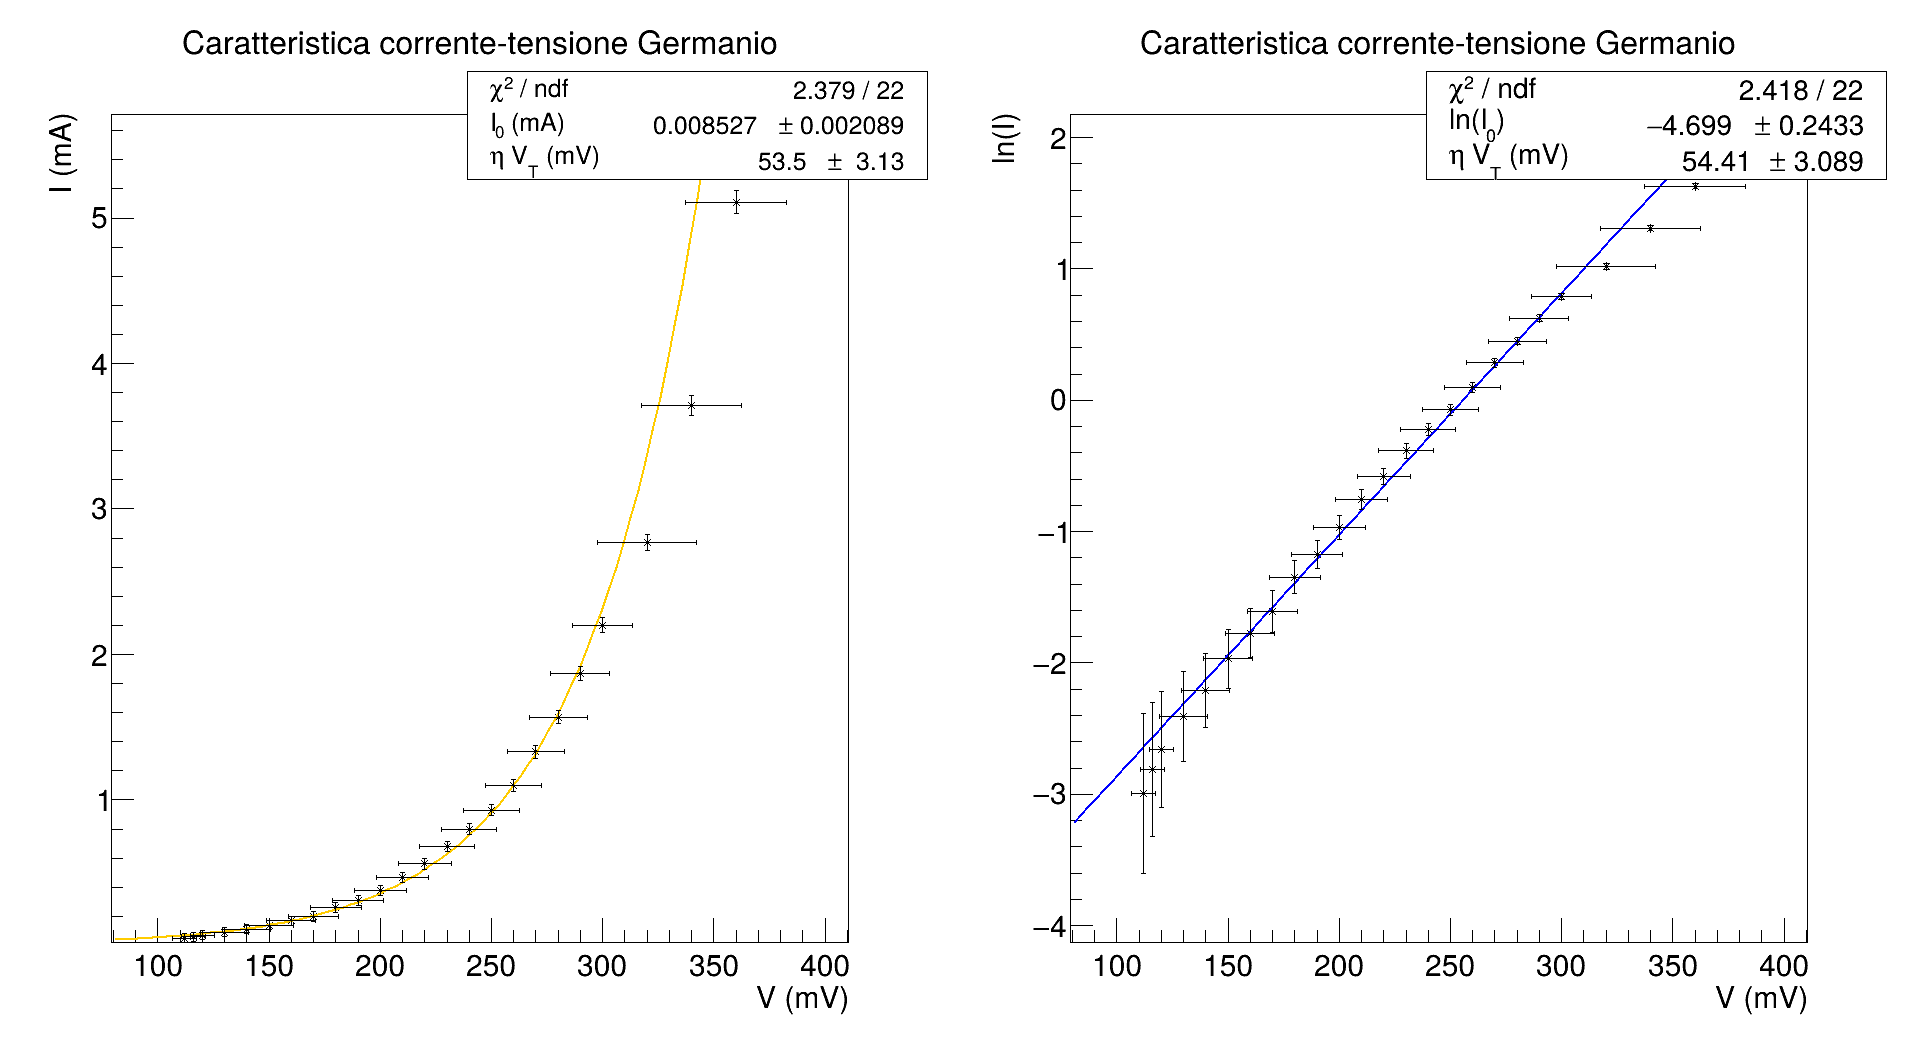 Caratteristica corrente-tensione Germanio
χ² / ndf 2.379 / 22
I₀ (mA) 0.008527 ± 0.002089
η V_T (mV) 53.5 ± 3.13
I (mA)
5
4
3
2
1
100 150 200 250 300 350 400
V (mV)
Caratteristica corrente-tensione Germanio
χ² / ndf 2.418 / 22
ln(I₀) −4.699 ± 0.2433
η V_T (mV) 54.41 ± 3.089
ln(I)
2
1
0
−1
−2
−3
−4
100 150 200 250 300 350 400
V (mV)